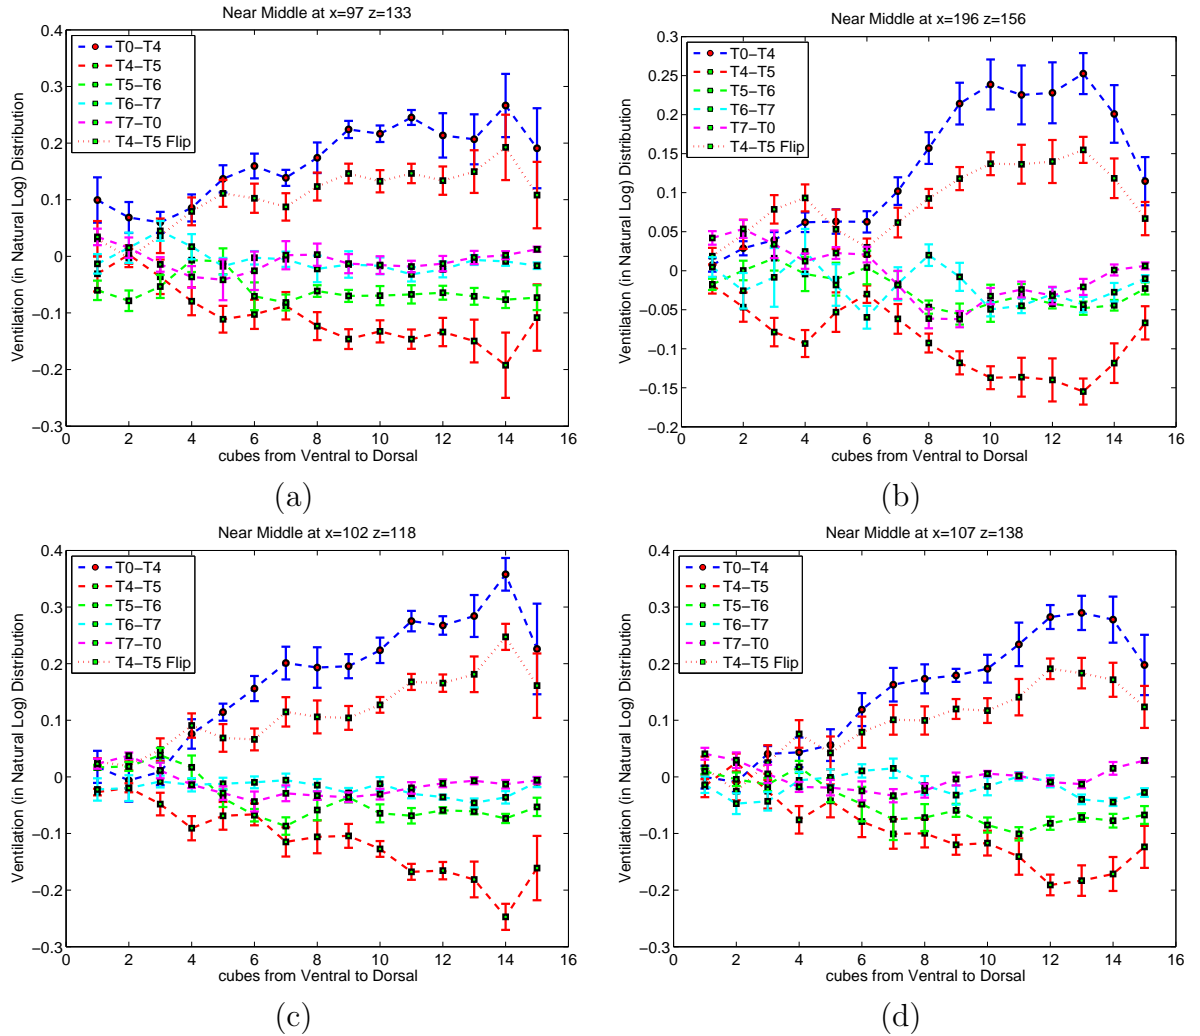 Near Middle at x=97 z=133
0.4
0.3
0.2
0.1
0
−0.1
−0.2
−0.3
Ventilation (in Natural Log) Distribution
T0−T4
T4−T5
T5−T6
T6−T7
T7−T0
T4−T5 Flip
0 2 4 6 8 10 12 14 16
cubes from Ventral to Dorsal
(a)
Near Middle at x=196 z=156
0.3
0.25
0.2
0.15
0.1
0.05
0
−0.05
−0.1
−0.15
−0.2
Ventilation (in Natural Log) Distribution
T0−T4
T4−T5
T5−T6
T6−T7
T7−T0
T4−T5 Flip
0 2 4 6 8 10 12 14 16
cubes from Ventral to Dorsal
(b)
Near Middle at x=102 z=118
0.4
0.3
0.2
0.1
0
−0.1
−0.2
−0.3
Ventilation (in Natural Log) Distribution
T0−T4
T4−T5
T5−T6
T6−T7
T7−T0
T4−T5 Flip
0 2 4 6 8 10 12 14 16
cubes from Ventral to Dorsal
(c)
Near Middle at x=107 z=138
0.4
0.3
0.2
0.1
0
−0.1
−0.2
−0.3
Ventilation (in Natural Log) Distribution
T0−T4
T4−T5
T5−T6
T6−T7
T7−T0
T4−T5 Flip
0 2 4 6 8 10 12 14 16
cubes from Ventral to Dorsal
(d)